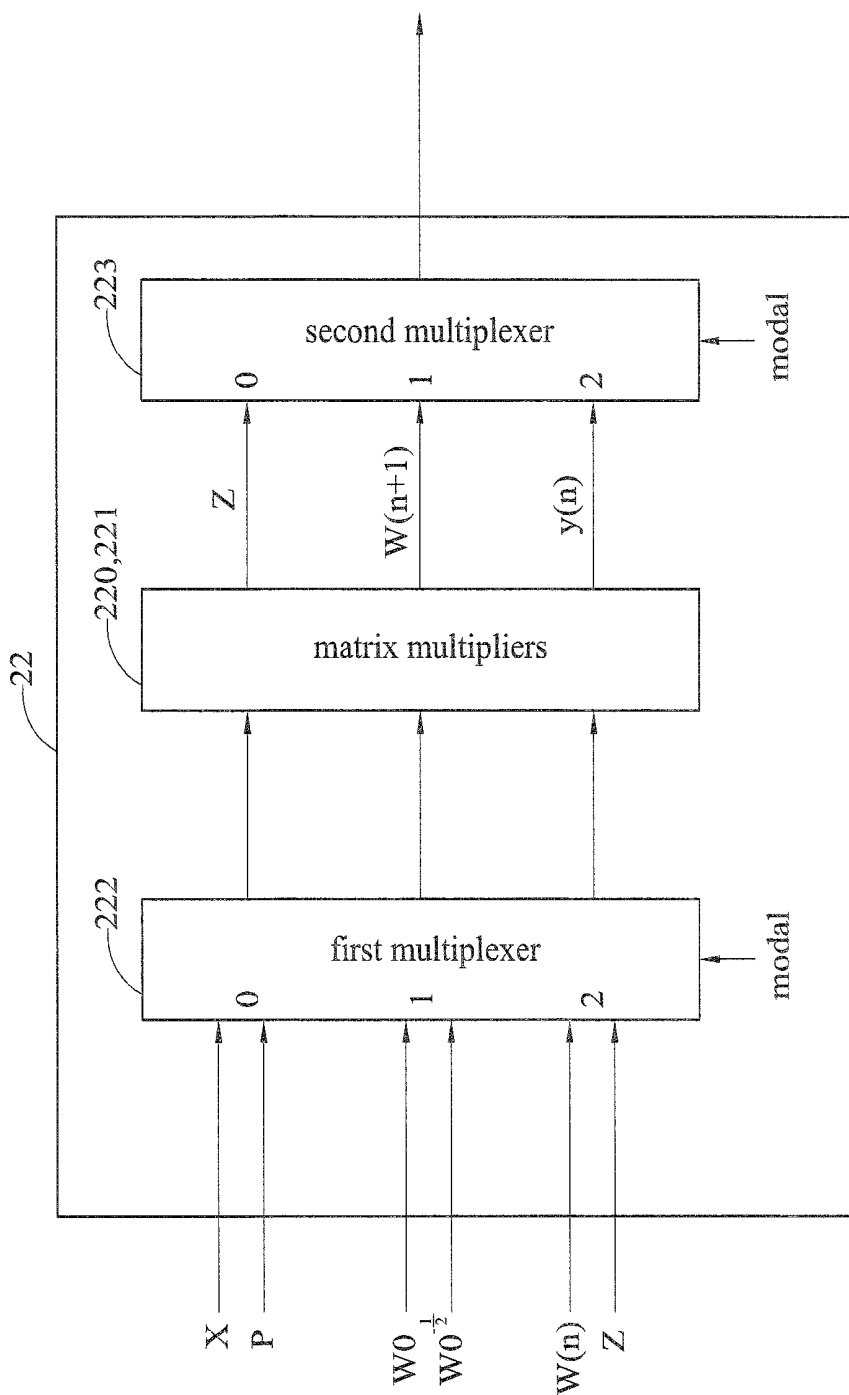 22
222
220,221
223
X
P
W0
W0^{-\frac{1}{2}}
W(n)
Z
first multiplexer
0
1
2
modal
matrix multipliers
Z
W(n+1)
y(n)
second multiplexer
0
1
2
modal